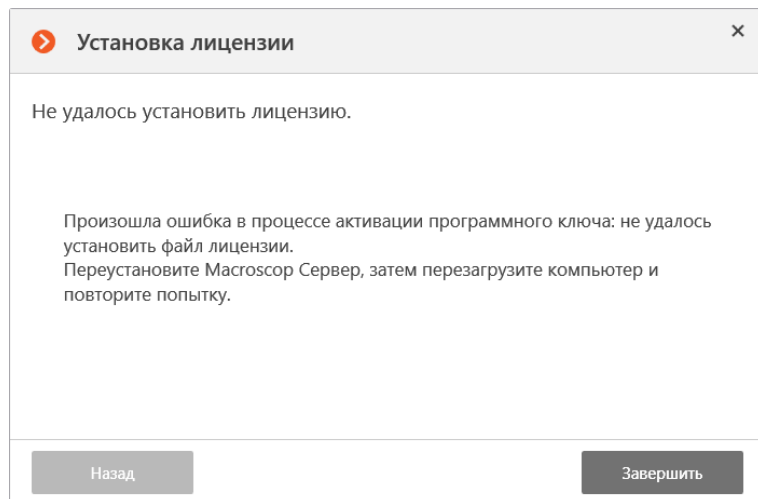 Установка лицензии
Не удалось установить лицензию.
Произошла ошибка в процессе активации программного ключа: не удалось
установить файл лицензии.
Переустановите Macroscop Сервер, затем перезагрузите компьютер и
повторите попытку.
Назад
Завершить